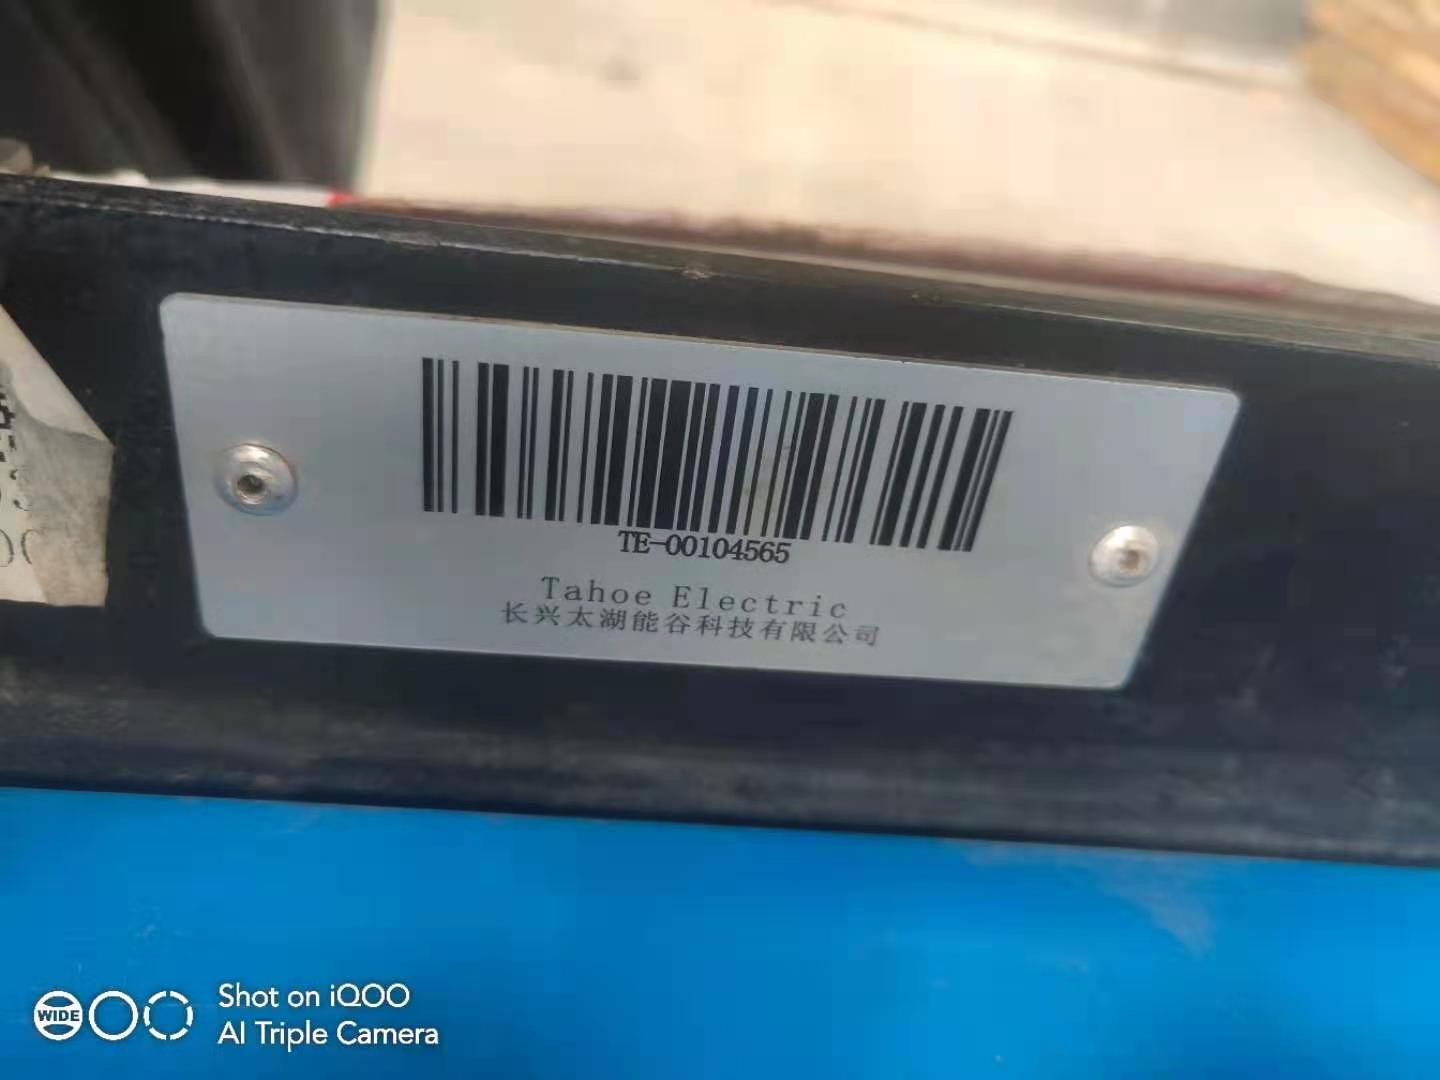 TE-00104565
Tahoe Electric
长兴太湖能谷科技有限公司
WIDE
Shot on iQOO
AI Triple Camera